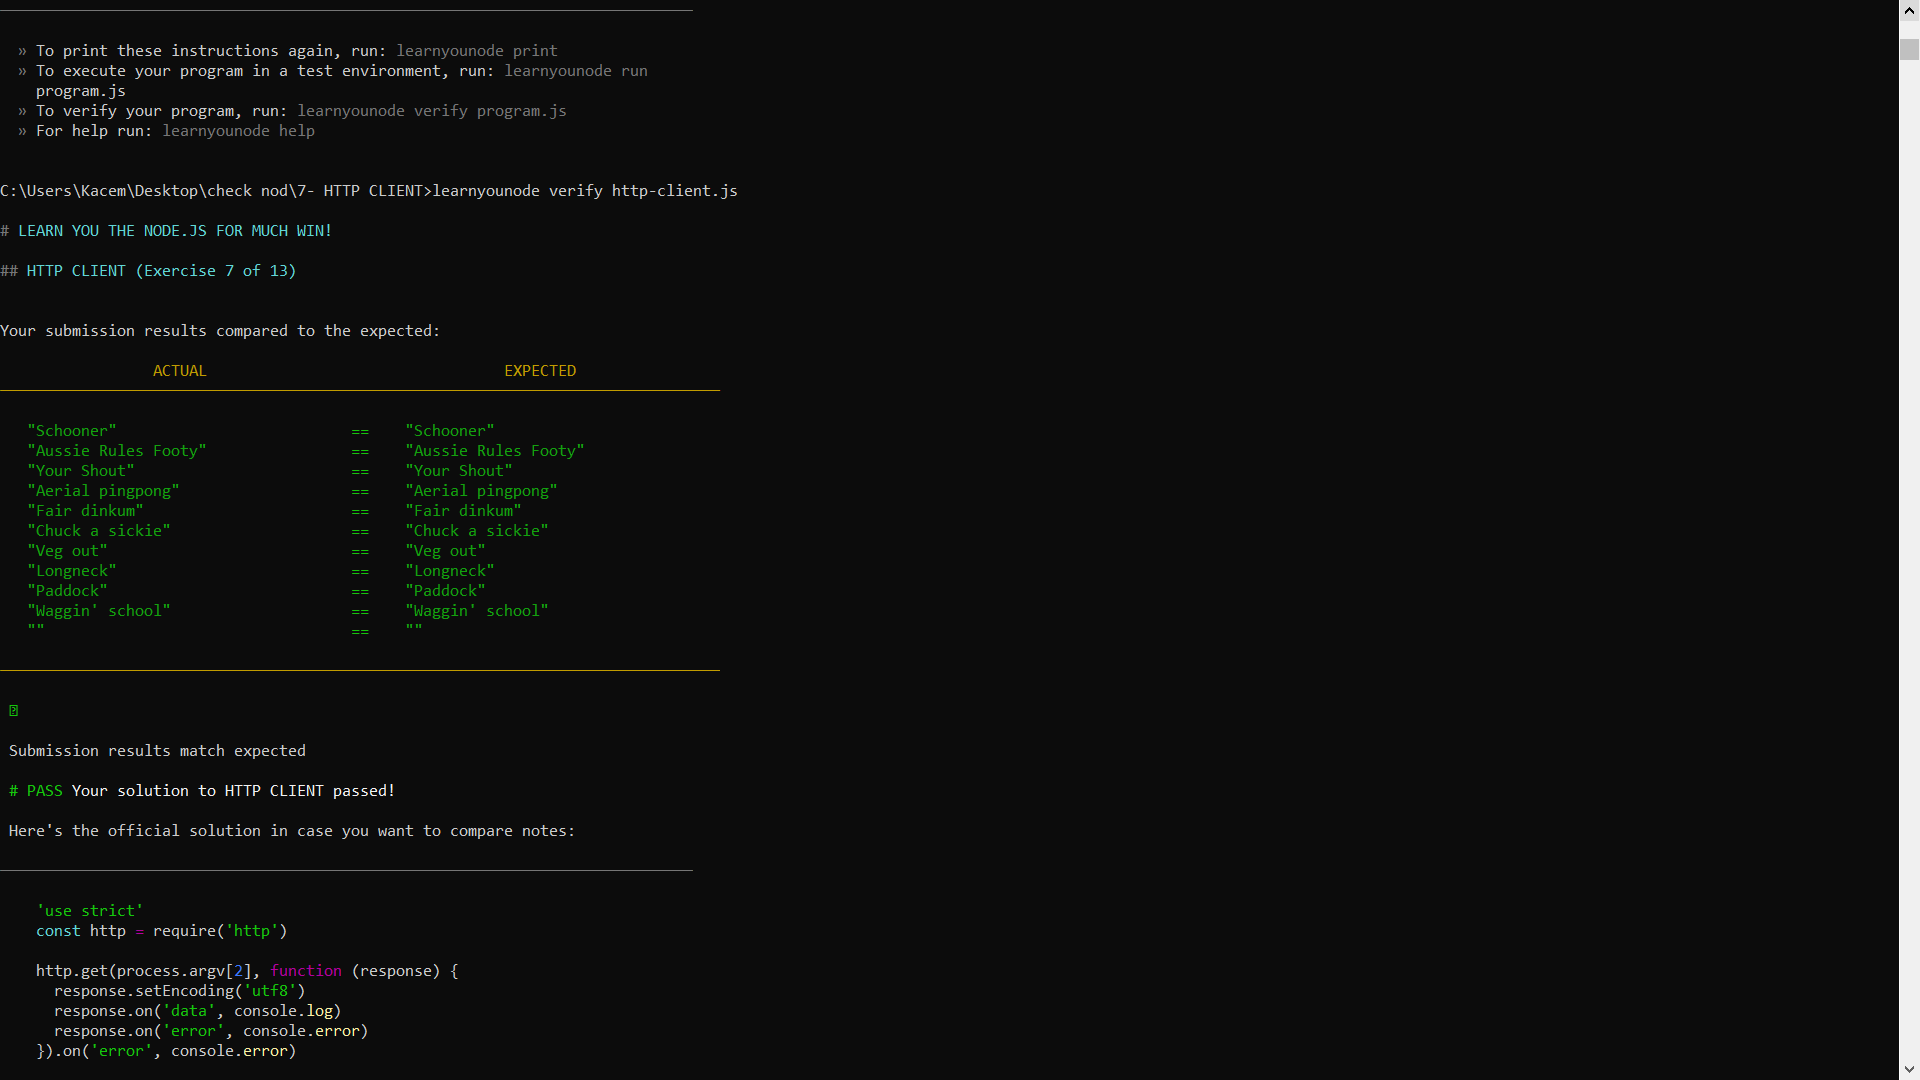 » To print these instructions again, run: learnyounode print
» To execute your program in a test environment, run: learnyounode run
program.js
» To verify your program, run: learnyounode verify program.js
» For help run: learnyounode help
C:\Users\Kacem\Desktop\check nod\7- HTTP CLIENT>learnyounode verify http-client.js
# LEARN YOU THE NODE.JS FOR MUCH WIN!
## HTTP CLIENT (Exercise 7 of 13)
Your submission results compared to the expected:
ACTUAL EXPECTED
"Schooner" == "Schooner"
"Aussie Rules Footy" == "Aussie Rules Footy"
"Your Shout" == "Your Shout"
"Aerial pingpong" == "Aerial pingpong"
"Fair dinkum" == "Fair dinkum"
"Chuck a sickie" == "Chuck a sickie"
"Veg out" == "Veg out"
"Longneck" == "Longneck"
"Paddock" == "Paddock"
"Waggin' school" == "Waggin' school"
"" == ""
Submission results match expected
# PASS Your solution to HTTP CLIENT passed!
Here's the official solution in case you want to compare notes:
'use strict'
const http = require('http')
http.get(process.argv[2], function (response) {
response.setEncoding('utf8')
response.on('data', console.log)
response.on('error', console.error)
}).on('error', console.error)